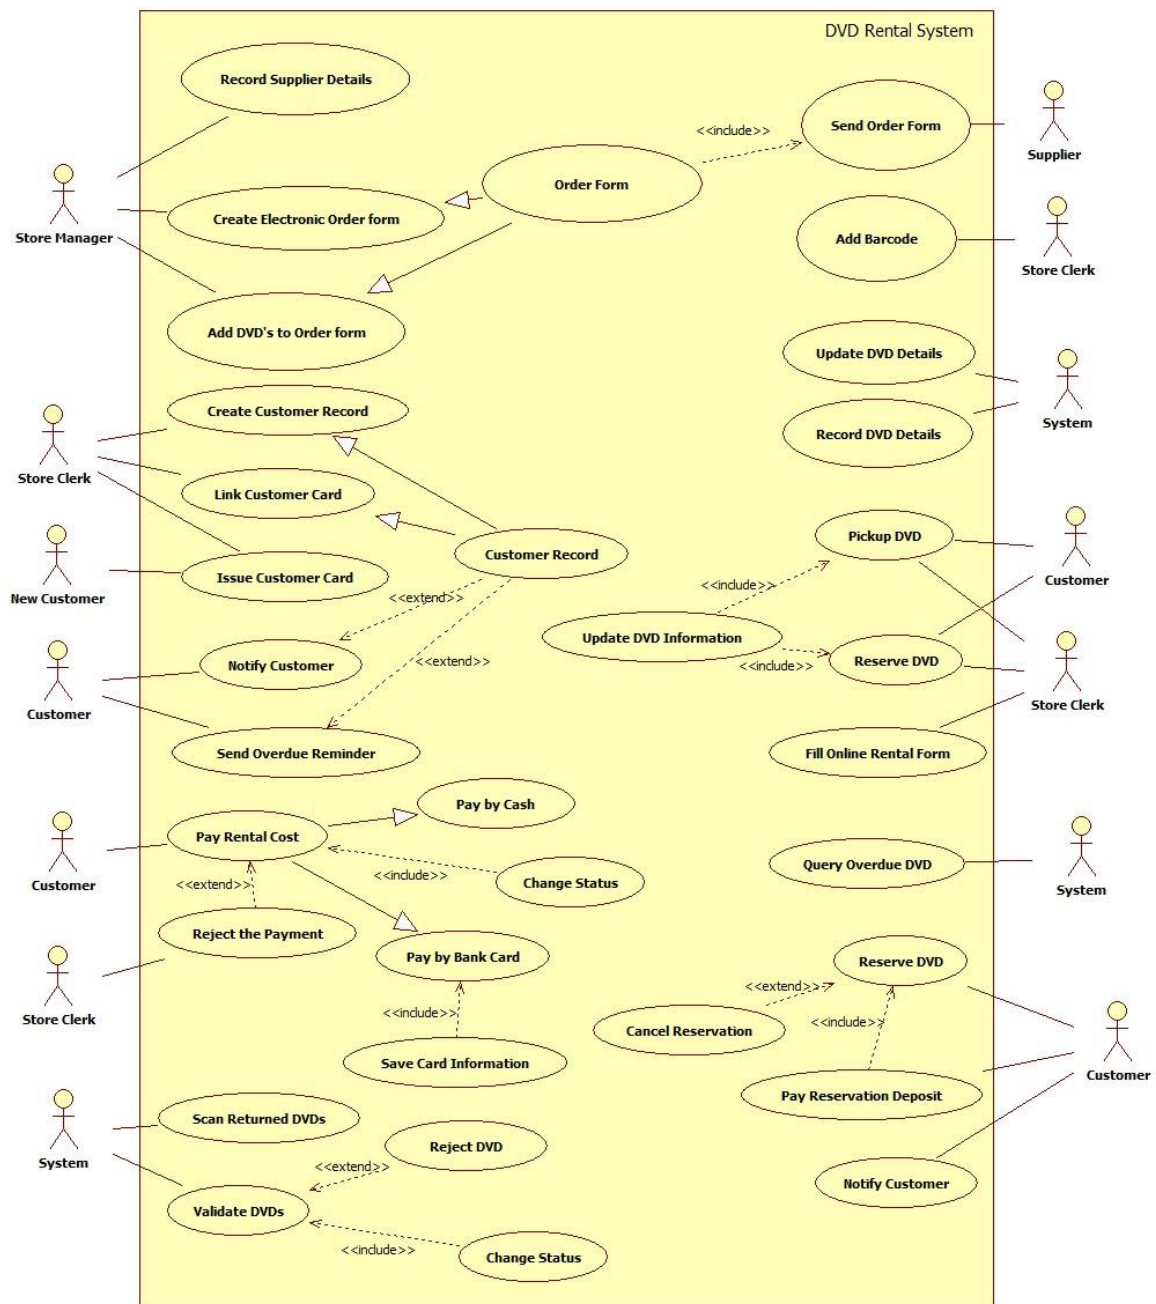 DVD Rental System
Record Supplier Details
Send Order Form
<<include>>
Supplier
Order Form
Store Manager
Create Electronic Order form
Add Barcode
Store Clerk
Add DVD's to Order form
Update DVD Details
Create Customer Record
System
Record DVD Details
Store Clerk
Link Customer Card
Pickup DVD
Customer Record
Customer
New Customer
Issue Customer Card
<<include>>
<<extend>>
Update DVD Information
Notify Customer
<<extend>>
<<include>>
Reserve DVD
Store Clerk
Customer
Send Overdue Reminder
Fill Online Rental Form
Pay by Cash
Pay Rental Cost
Query Overdue DVD
Customer
<<extend>>
<<include>>
Change Status
System
Reject the Payment
Pay by Bank Card
Reserve DVD
<<extend>>
Store Clerk
<<include>>
Cancel Reservation
<<include>>
Save Card Information
Customer
Pay Reservation Deposit
Scan Returned DVDs
Reject DVD
System
<<extend>>
Notify Customer
Validate DVDs
<<include>>
Change Status